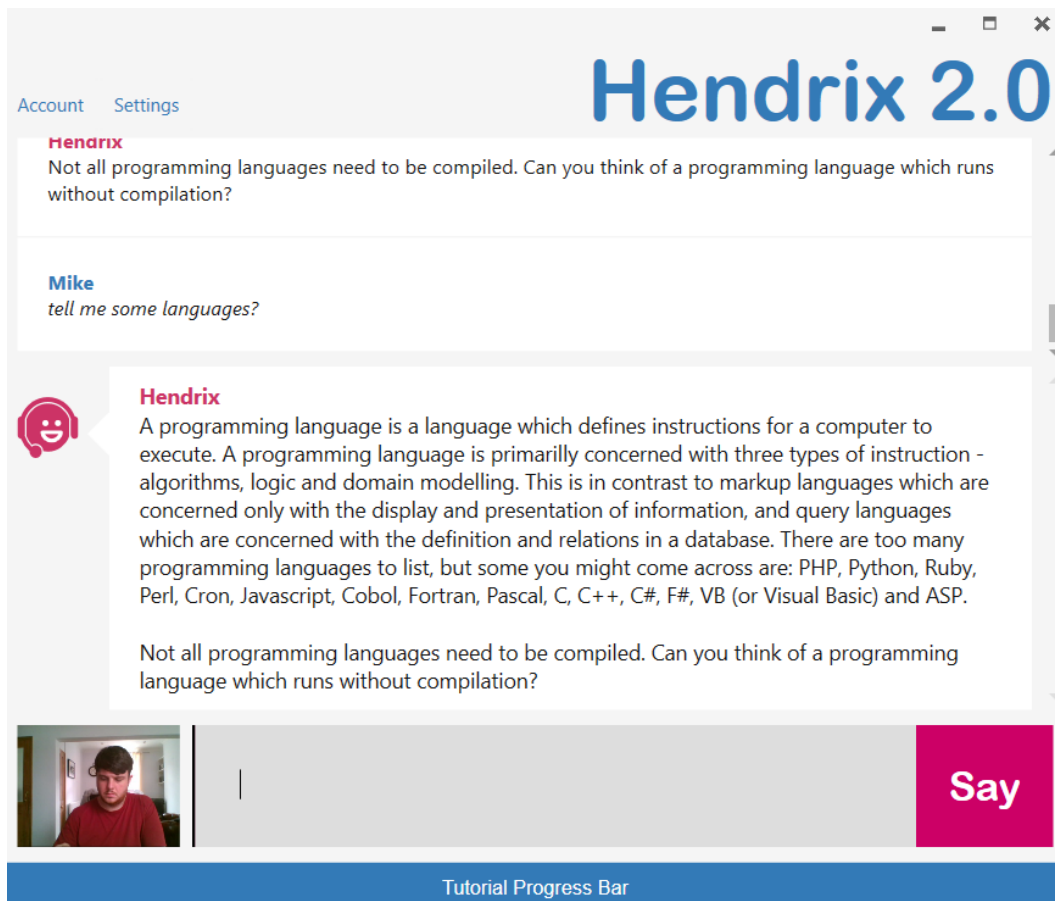 Hendrix 2.0
Account Settings
Hendrix
Not all programming languages need to be compiled. Can you think of a programming language which runs
without compilation?
Mike
tell me some languages?
Hendrix
A programming language is a language which defines instructions for a computer to
execute. A programming language is primarilly concerned with three types of instruction -
algorithms, logic and domain modelling. This is in contrast to markup languages which are
concerned only with the display and presentation of information, and query languages
which are concerned with the definition and relations in a database. There are too many
programming languages to list, but some you might come across are: PHP, Python, Ruby,
Perl, Cron, Javascript, Cobol, Fortran, Pascal, C, C++, C#, F#, VB (or Visual Basic) and ASP.
Not all programming languages need to be compiled. Can you think of a programming
language which runs without compilation?
Say
Tutorial Progress Bar